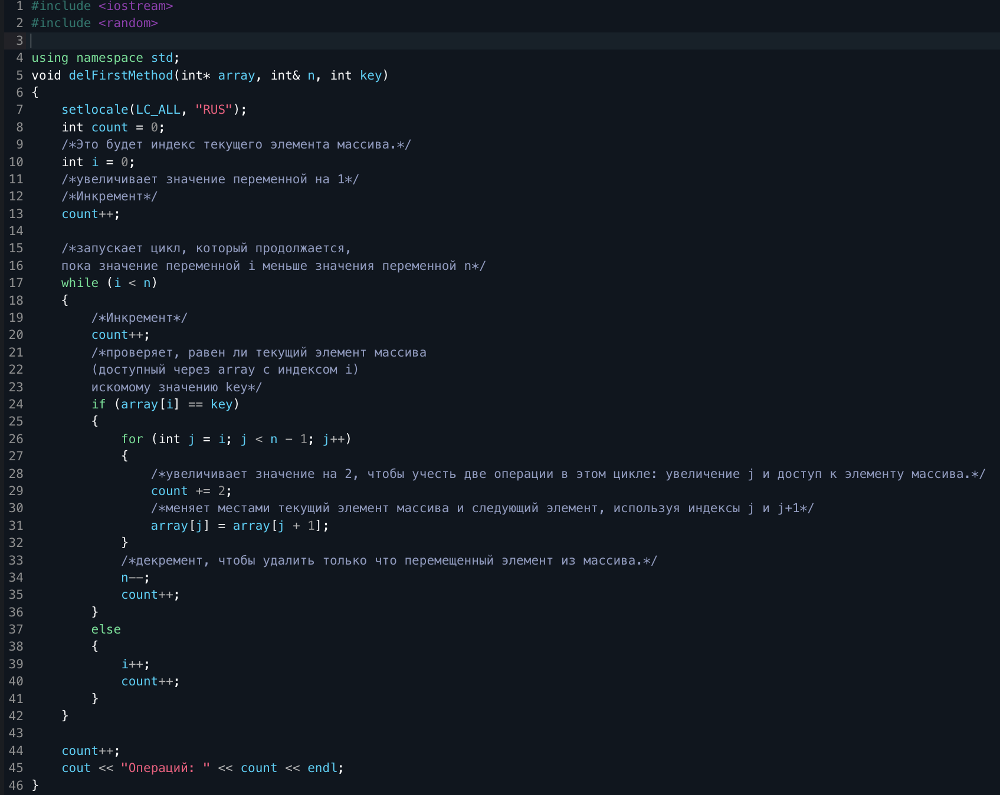 1 #include <iostream>
2 #include <random>
3
4 using namespace std;
5 void delFirstMethod(int* array, int& n, int key)
6 {
7     setlocale(LC_ALL, "RUS");
8     int count = 0;
9     /*Это будет индекс текущего элемента массива.*/
10     int i = 0;
11     /*увеличивает значение переменной на 1*/
12     /*Инкремент*/
13     count++;
14
15     /*запускает цикл, который продолжается,
16     пока значение переменной i меньше значения переменной n*/
17     while (i < n)
18     {
19         /*Инкремент*/
20         count++;
21         /*проверяет, равен ли текущий элемент массива
22         (доступный через array с индексом i)
23         искомому значению key*/
24         if (array[i] == key)
25         {
26             for (int j = i; j < n - 1; j++)
27             {
28                 /*увеличивает значение на 2, чтобы учесть две операции в этом цикле: увеличение j и доступ к элементу массива.*/
29                 count += 2;
30                 /*меняет местами текущий элемент массива и следующий элемент, используя индексы j и j+1*/
31                 array[j] = array[j + 1];
32             }
33             /*декремент, чтобы удалить только что перемещенный элемент из массива.*/
34             n--;
35             count++;
36         }
37         else
38         {
39             i++;
40             count++;
41         }
42     }
43
44     count++;
45     cout << "Операций: " << count << endl;
46 }